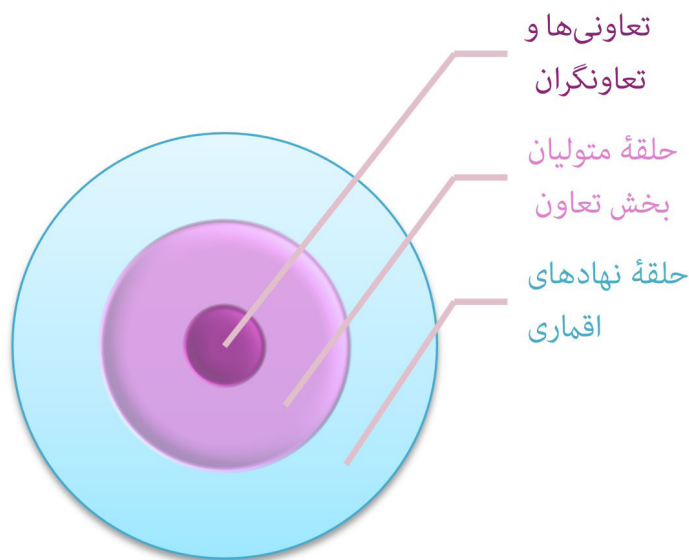 تعاونی‌ها و
تعاونگران
حلقهٔ متولیان
بخش تعاون
حلقهٔ نهادهای
اقماری